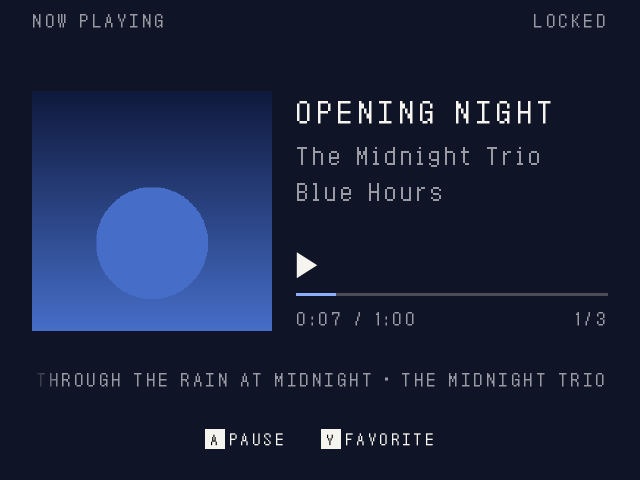 NOW PLAYING LOCKED
OPENING NIGHT
The Midnight Trio
Blue Hours
0:07 / 1:00 1/3
THROUGH THE RAIN AT MIDNIGHT · THE MIDNIGHT TRIO
A PAUSE Y FAVORITE